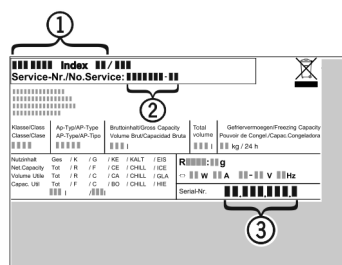 1
Index /
Service-Nr./No.Service: -
2
Klasse/Class Ap-Typ/AP-Type Bruttoinhalt/Gross Capacity Total Gefriervermoegen/Freezing Capacity
Classe/Clase AP-Type/AP-Tipo Volume Brut/Capacidad Bruta volume Pouvoir de Congel./Cap.Congeladora
l l kg / 24 h
Nutzinhalt Ges / K / G / KE / KALT / EIS
Net.Capacity Tot / R / F / CE / CHILL / ICE
Volume Utile Tot / R / C / CA / CHILL / GLA
Capac. Util Tot / F / C / BO / CHILL / HIE
l / l
R : g
W A - V Hz
Serial-Nr. . . .
3